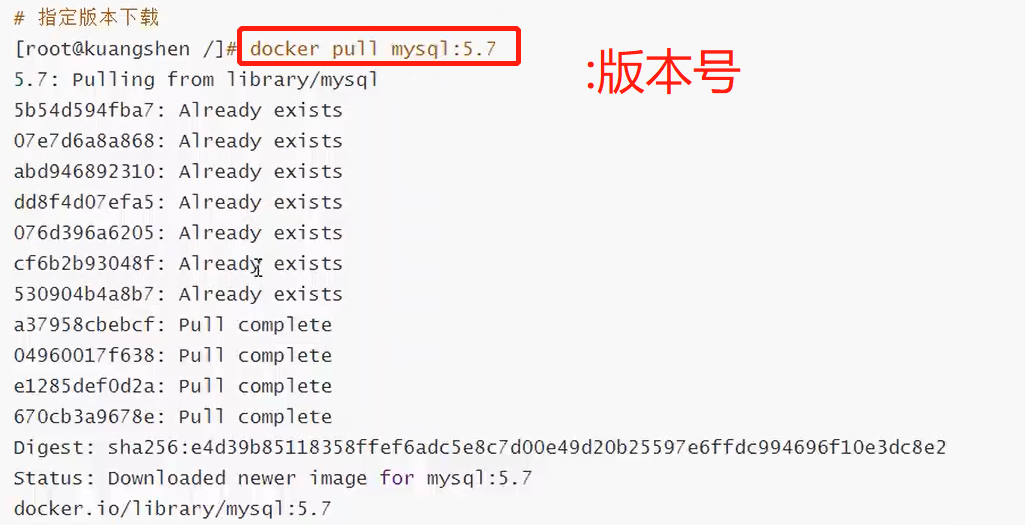 # 指定版本下载
[root@kuangshen /]# docker pull mysql:5.7
:版本号
5.7: Pulling from library/mysql
5b54d594fba7: Already exists
07e7d6a8a868: Already exists
abd946892310: Already exists
dd8f4d07efa5: Already exists
076d396a6205: Already exists
cf6b2b93048f: Already exists
530904b4a8b7: Already exists
a37958cbebcf: Pull complete
04960017f638: Pull complete
e1285def0d2a: Pull complete
670cb3a9678e: Pull complete
Digest: sha256:e4d39b85118358ffef6adc5e8c7d00e49d20b25597e6ffdc994696f10e3dc8e2
Status: Downloaded newer image for mysql:5.7
docker.io/library/mysql:5.7